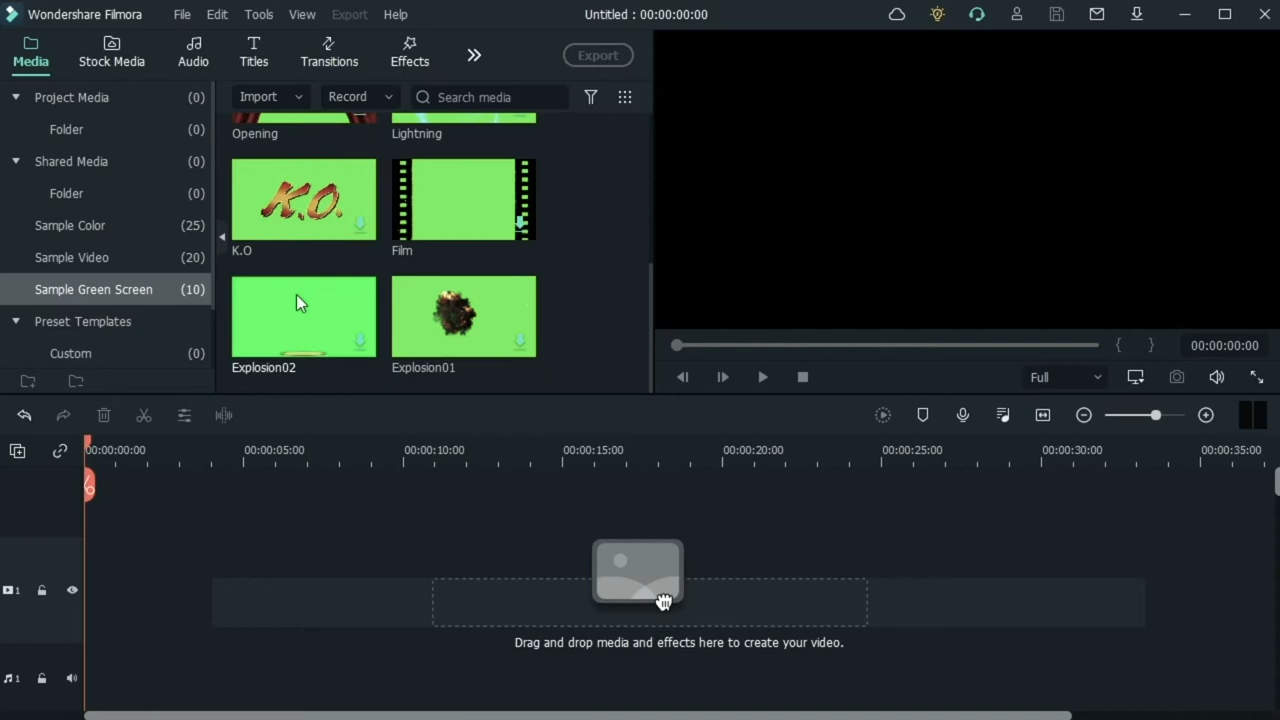 Wondershare Filmora File Edit Tools View Export Help Untitled : 00:00:00:00
Media Stock Media Audio Titles Transitions Effects Export
Project Media (0)
Folder (0)
Shared Media (0)
Folder (0)
Sample Color (25)
Sample Video (20)
Sample Green Screen (10)
Preset Templates
Custom (0)
Import Record Search media
Opening Lightning
K.O.
K.O Film
Explosion02 Explosion01
00:00:00:00
Full
00:00:00:00 00:00:05:00 00:00:10:00 00:00:15:00 00:00:20:00 00:00:25:00 00:00:30:00 00:00:35:00
1
Drag and drop media and effects here to create your video.
1